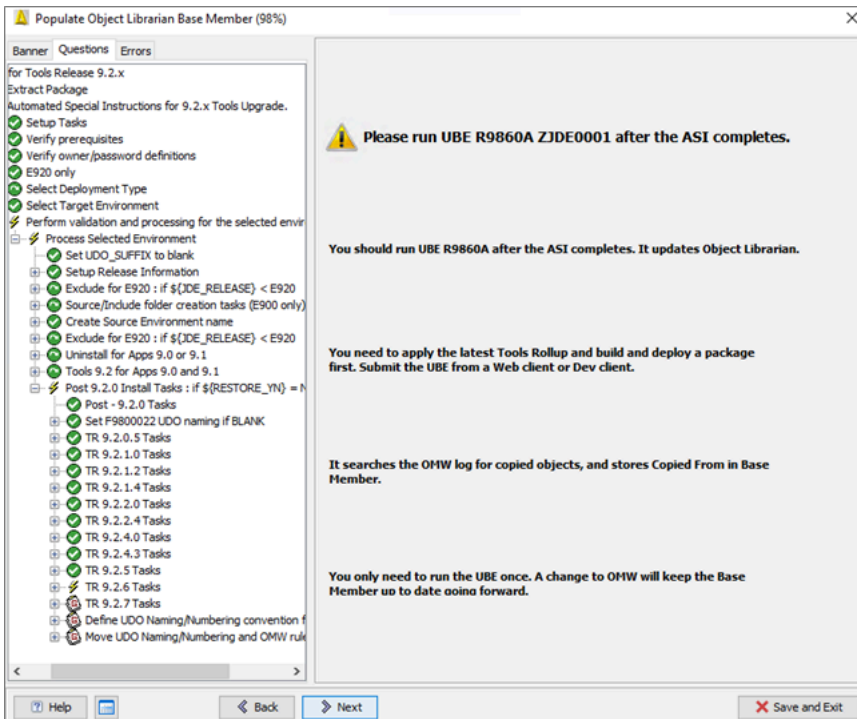 Populate Object Librarian Base Member (98%)
Banner Questions Errors
for Tools Release 9.2.x
Extract Package
Automated Special Instructions for 9.2.x Tools Upgrade.
Setup Tasks
Verify prerequisites
Verify owner/password definitions
E920 only
Select Deployment Type
Select Target Environment
Perform validation and processing for the selected envir
Process Selected Environment
Set UDO_SUFFIX to blank
Setup Release Information
Exclude for E920 : if ${JDE_RELEASE} < E920
Source/Include folder creation tasks (E900 only)
Create Source Environment name
Exclude for E920 : if ${JDE_RELEASE} < E920
Uninstall for Apps 9.0 or 9.1
Tools 9.2 for Apps 9.0 and 9.1
Post 9.2.0 Install Tasks : if ${RESTORE_YN} = N
Post - 9.2.0 Tasks
Set F9800022 UDO naming if BLANK
TR 9.2.0.5 Tasks
TR 9.2.1.0 Tasks
TR 9.2.1.2 Tasks
TR 9.2.1.4 Tasks
TR 9.2.2.0 Tasks
TR 9.2.2.4 Tasks
TR 9.2.4.0 Tasks
TR 9.2.4.3 Tasks
TR 9.2.5 Tasks
TR 9.2.6 Tasks
TR 9.2.7 Tasks
Define UDO Naming/Numbering convention f
Move UDO Naming/Numbering and OMW rule
Please run UBE R9860A ZJDE0001 after the ASI completes.
You should run UBE R9860A after the ASI completes. It updates Object Librarian.
You need to apply the latest Tools Rollup and build and deploy a package
first. Submit the UBE from a Web client or Dev client.
It searches the OMW log for copied objects, and stores Copied From in Base
Member.
You only need to run the UBE once. A change to OMW will keep the Base
Member up to date going forward.
Help Back Next Save and Exit